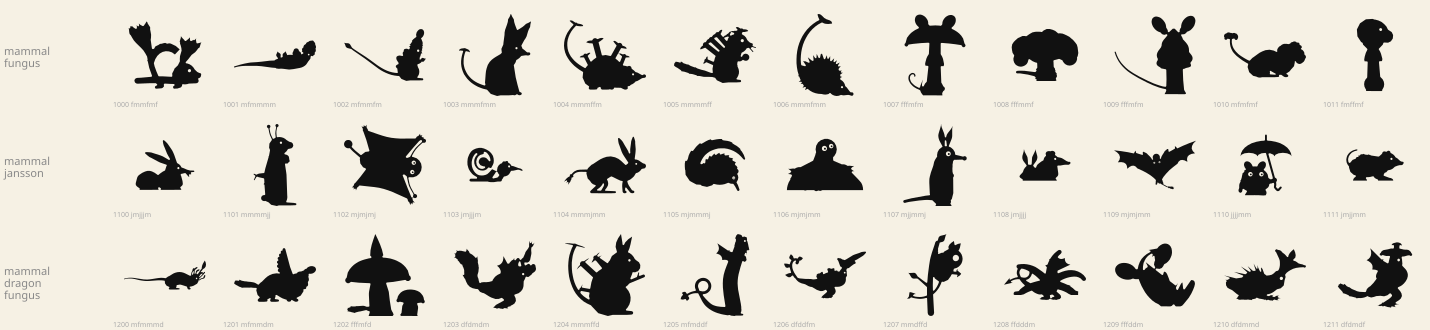 mammal
fungus
1000 fmmfmf
1001 mfmmmm
1002 mfmmfm
1003 mmmfmm
1004 mmmffm
1005 mmmmff
1006 mmmfmm
1007 fffmfm
1008 fffmmf
1009 fffmfm
1010 mfmfmf
1011 fmffmf
mammal
jansson
1100 jmjjjm
1101 mmmmjj
1102 mjmjmj
1103 jmjjjm
1104 mmmjmm
1105 mjmmmj
1106 mjmjmm
1107 mjjmmj
1108 jmjjjj
1109 mjmjmm
1110 jjjjmm
1111 jmjjmm
mammal
dragon
fungus
1200 mfmmmd
1201 mfmmdm
1202 fffmfd
1203 dfdmdm
1204 mmmffd
1205 mfmddf
1206 dfddfm
1207 mmdffd
1208 ffdddm
1209 fffddm
1210 dfdmmd
1211 dfdmdf